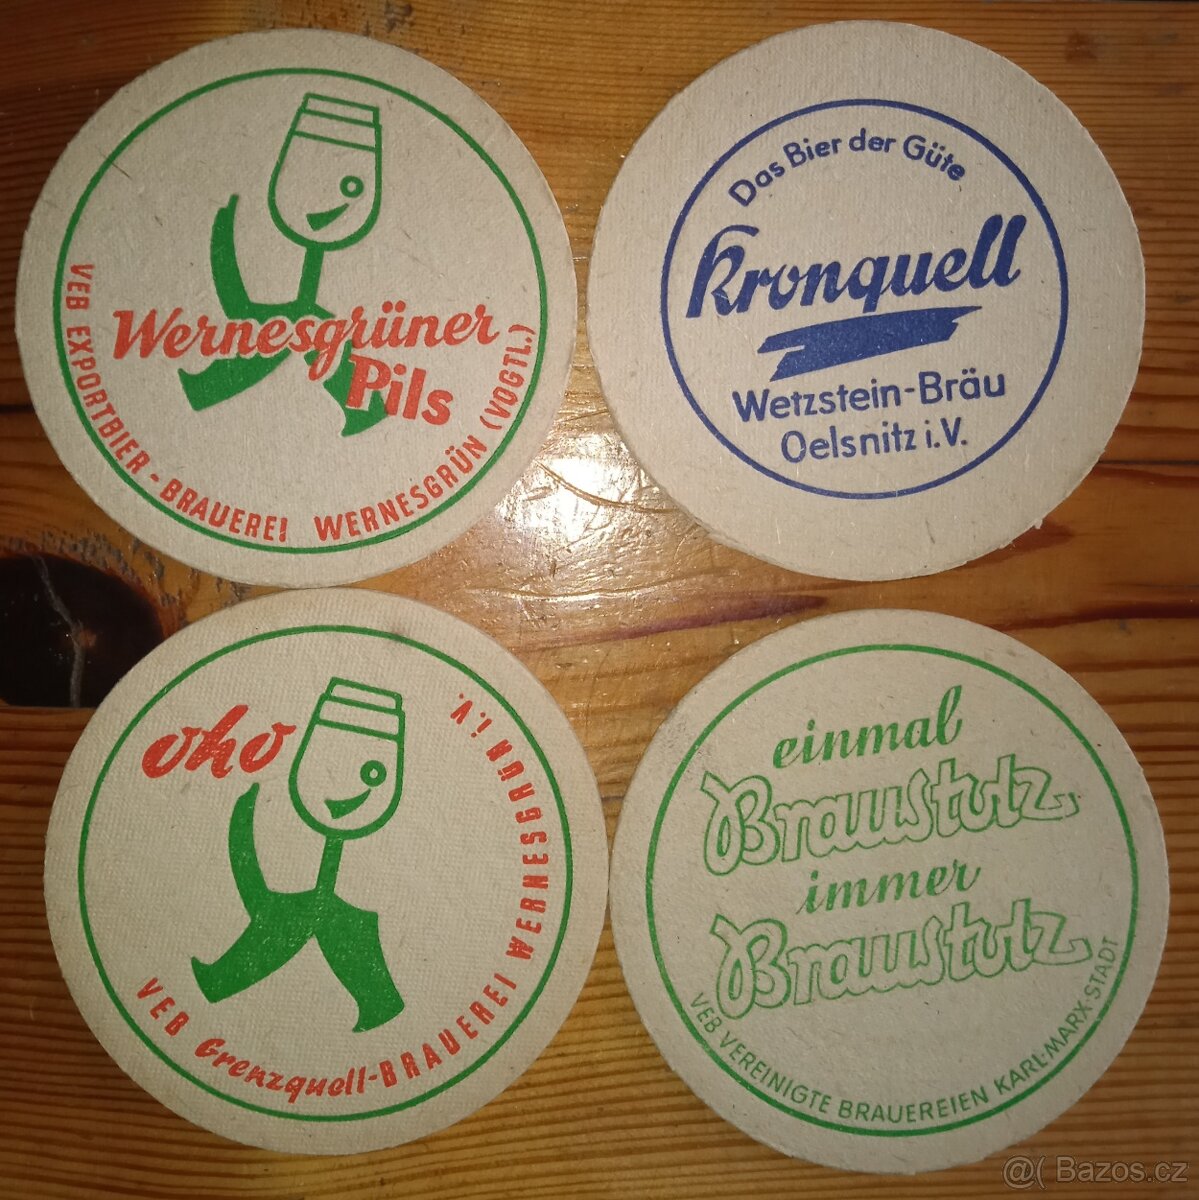 Wernesgrüner
Pils
VEB EXPORTBIER-BRAUEREI WERNESGRÜN (VOGTL.)
Das Bier der Güte
Kronquell
Wetzstein-Bräu
Oelsnitz i.V.
oho
VEB Grenzquell-BRAUEREI WERNESGRÜN i.V.
einmal
Braustolz,
immer
Braustolz
VEB VEREINIGTE BRAUEREIEN KARL-MARX-STADT
@( Bazos.cz